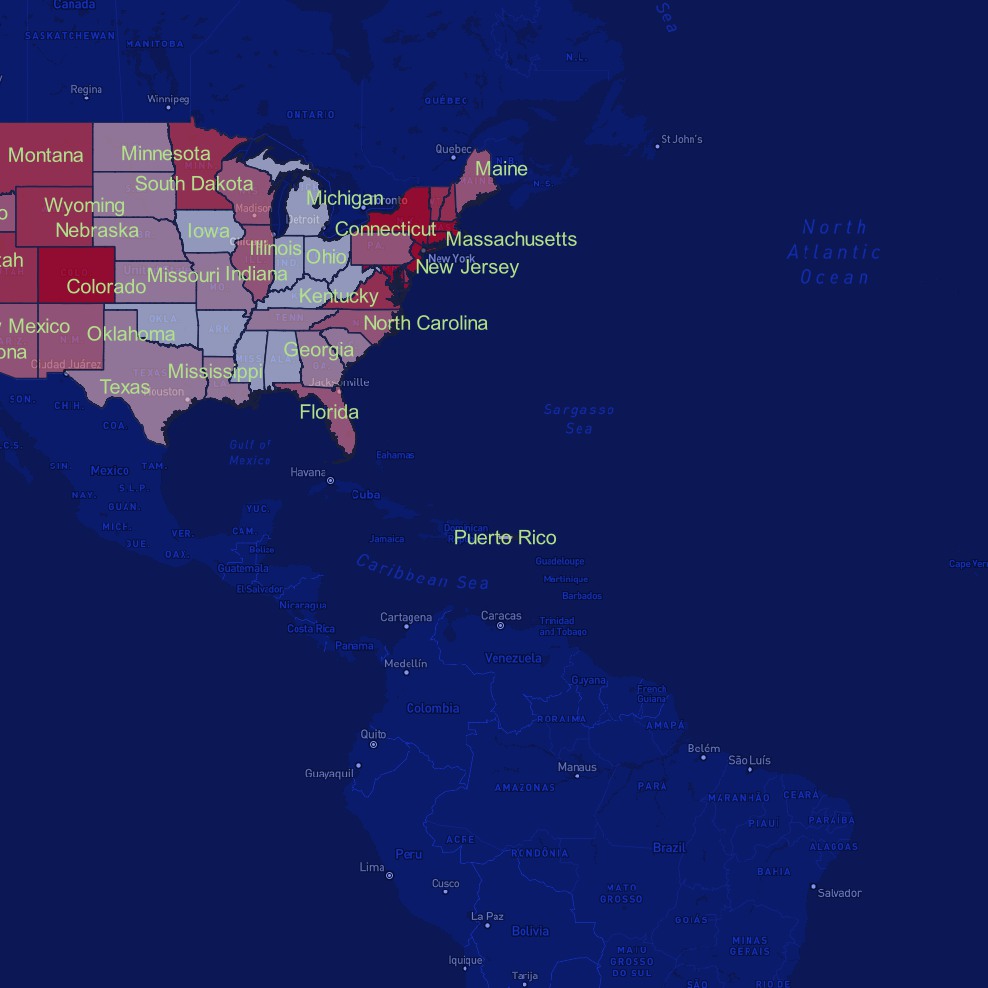 Canada
Sea
SASKATCHEWAN
MANITOBA
N.L.
Regina
Winnipeg
QUEBEC
ONTARIO
St John's
Quebec
Montana
Minnesota
Maine
MAINE
South Dakota
N.S.
Michigan
Toronto
Wyoming
Madison
Detroit
North
Atlantic
Ocean
Nebraska
Iowa
Connecticut
Massachusetts
Illinois
PA.
Ohio
New York
New Jersey
tah
Missouri
Indiana
Colorado
Kentucky
TENN.
North Carolina
Mexico
Oklahoma
OKLA
ARK
ona
Georgia
Ciudad Juárez
Mississippi
Texas
Houston
Jacksonville
SON.
CHIH.
Florida
Sargasso
Sea
COA.
Gulf of
Mexico
Bahamas
SIN.
Mexico
TAM.
Havana
S.L.P.
NAY.
Cuba
GUAN.
YUC.
MICH.
VER.
CAM.
Dominican
Puerto Rico
Jamaica
OAX.
Belize
Guatemala
Caribbean Sea
Guadeloupe
Cape Ver
Martinique
El Salvador
Barbados
Nicaragua
Cartagena
Caracas
Trinidad
and Tobago
Costa Rica
Panama
Medellín
Venezuela
Guyana
French
Guiana
Colombia
RORAIMA
AMAPÁ
Quito
Belém
São Luís
Guayaquil
Manaus
AMAZONAS
PARÁ
MARANHÃO
CEARÁ
PIAUÍ
PARAÍBA
ACRE
Peru
RONDÔNIA
Brazil
ALAGOAS
Lima
BAHIA
Cusco
MATO
GROSSO
Salvador
La Paz
GOIÁS
Bolivia
MINAS
GERAIS
MATO
GROSSO
DO SUL
Iquique
Tarija
SÃO
RIO DE